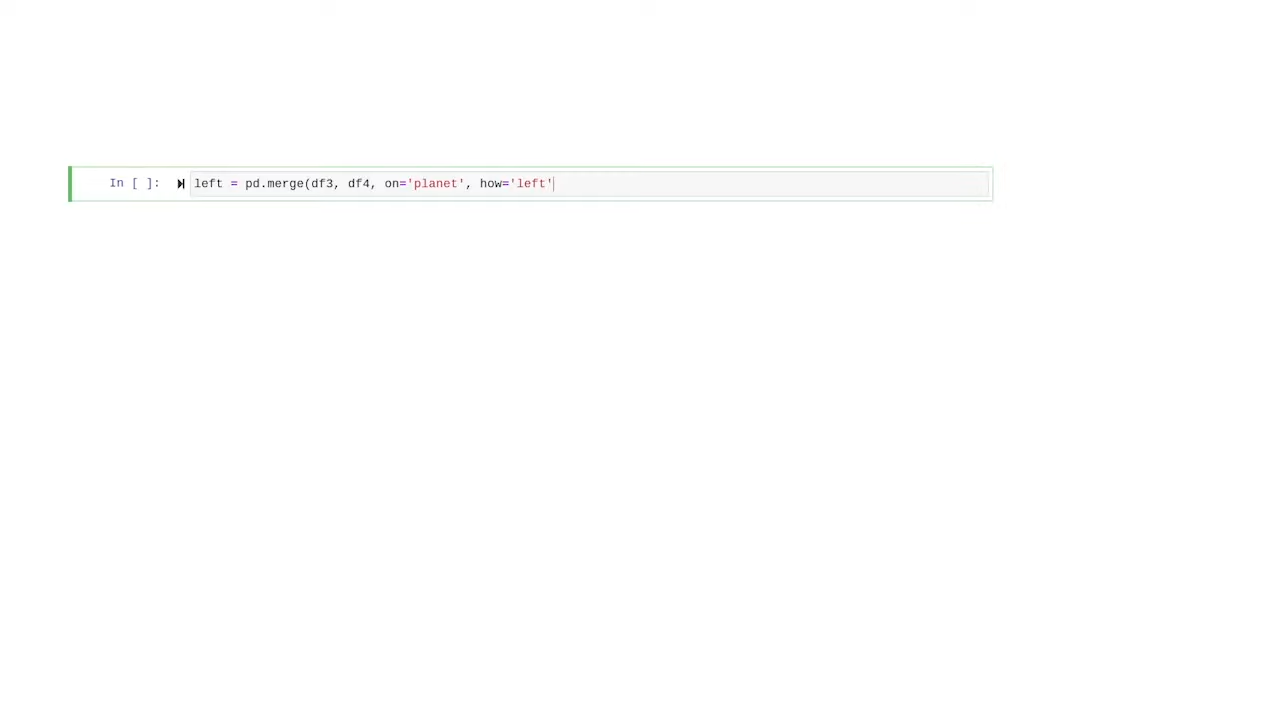 In [ ]: left = pd.merge(df3, df4, on='planet', how='left'